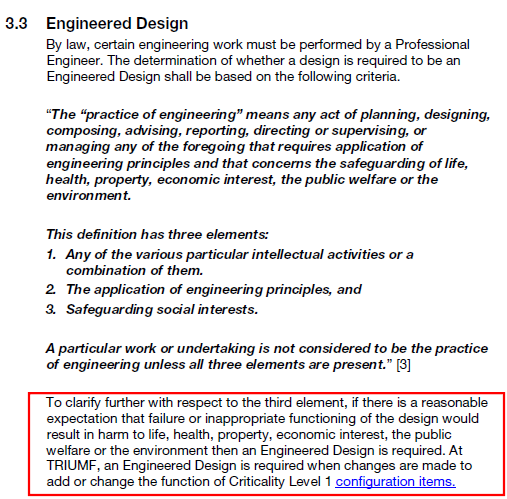 3.3 Engineered Design
By law, certain engineering work must be performed by a Professional
Engineer. The determination of whether a design is required to be an
Engineered Design shall be based on the following criteria.
“The “practice of engineering” means any act of planning, designing,
composing, advising, reporting, directing or supervising, or
managing any of the foregoing that requires application of
engineering principles and that concerns the safeguarding of life,
health, property, economic interest, the public welfare or the
environment.
This definition has three elements:
1. Any of the various particular intellectual activities or a
combination of them.
2. The application of engineering principles, and
3. Safeguarding social interests.
A particular work or undertaking is not considered to be the practice
of engineering unless all three elements are present.” [3]
To clarify further with respect to the third element, if there is a reasonable
expectation that failure or inappropriate functioning of the design would
result in harm to life, health, property, economic interest, the public
welfare or the environment then an Engineered Design is required. At
TRIUMF, an Engineered Design is required when changes are made to
add or change the function of Criticality Level 1 configuration items.